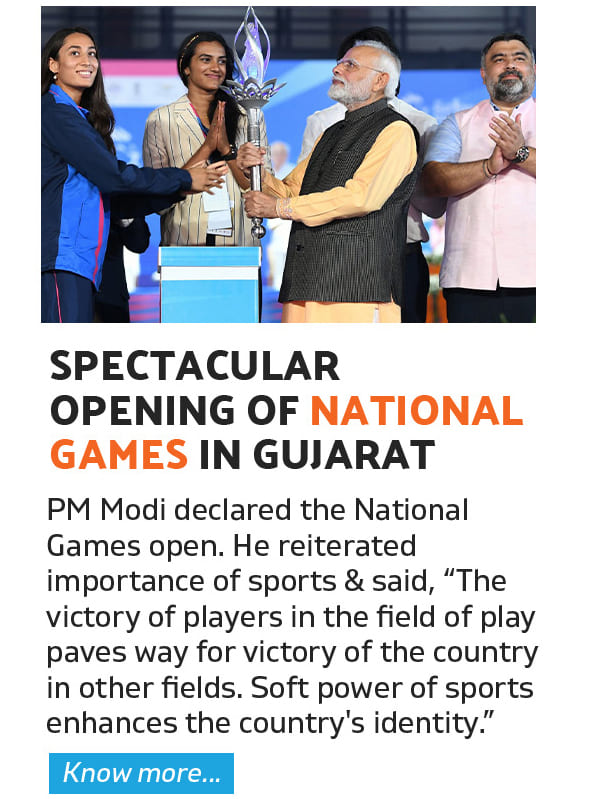 SPECTACULAR
OPENING OF NATIONAL
GAMES IN GUJARAT
PM Modi declared the National
Games open. He reiterated
importance of sports & said, “The
victory of players in the field of play
paves way for victory of the country
in other fields. Soft power of sports
enhances the country's identity.”
Know more...